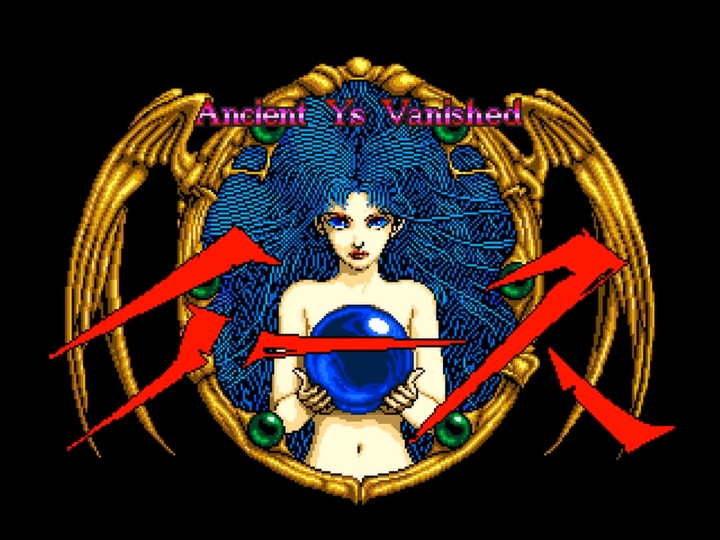 Ancient Ys Vanished
イース